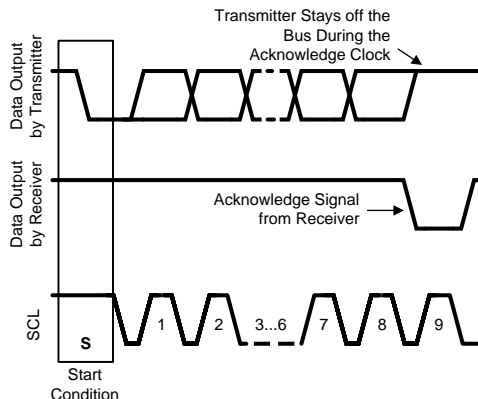 Transmitter Stays off the
Bus During the
Acknowledge Clock
Data Output
by Transmitter
Data Output
by Receiver
Acknowledge Signal
from Receiver
SCL
S
1
2
3...6
7
8
9
Start
Condition